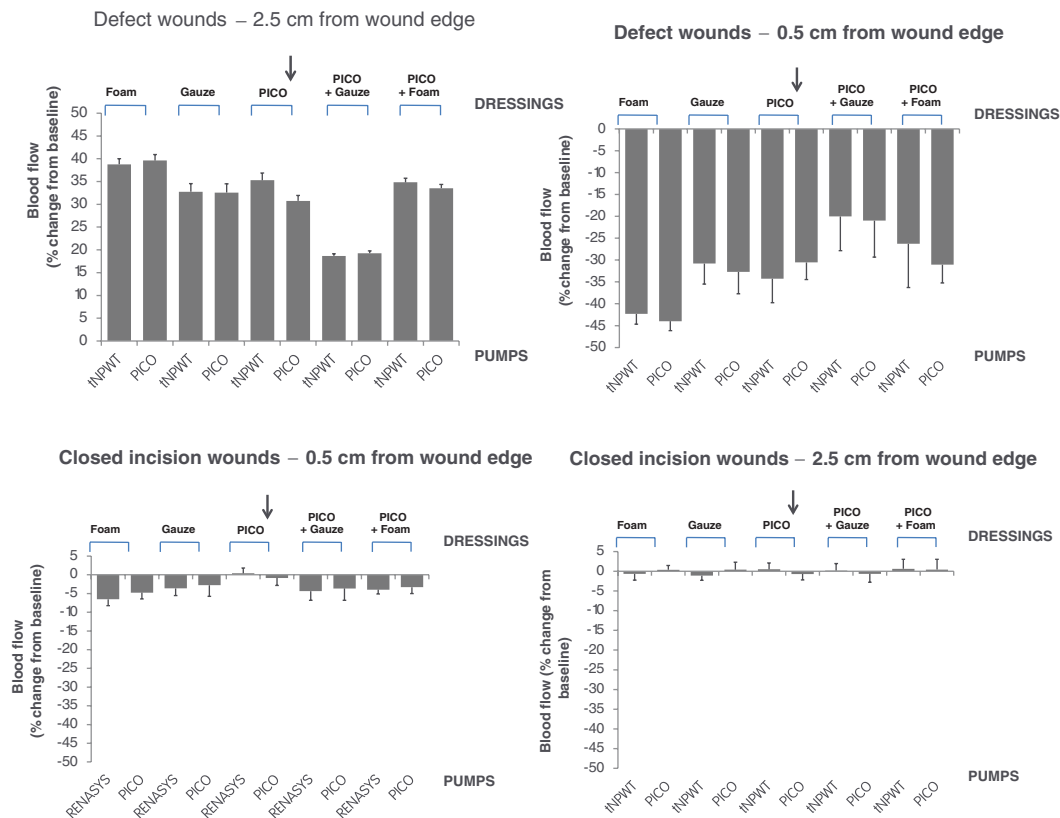 Defect wounds – 2.5 cm from wound edge
Foam Gauze PICO PICO + Gauze PICO + Foam
DRESSINGS
Blood flow
(% change from baseline)
50
45
40
35
30
25
20
15
10
5
0
tNPWT PICO tNPWT PICO tNPWT PICO tNPWT PICO tNPWT PICO
PUMPS
Defect wounds – 0.5 cm from wound edge
Foam Gauze PICO PICO + Gauze PICO + Foam
DRESSINGS
Blood flow
(% change from baseline)
0
-5
-10
-15
-20
-25
-30
-35
-40
-45
-50
tNPWT PICO tNPWT PICO tNPWT PICO tNPWT PICO tNPWT PICO
PUMPS
Closed incision wounds – 0.5 cm from wound edge
Foam Gauze PICO PICO + Gauze PICO + Foam
DRESSINGS
Blood flow
(% change from baseline)
5
0
-5
-10
-15
-20
-25
-30
-35
-40
-45
-50
RENASYS PICO RENASYS PICO RENASYS PICO RENASYS PICO RENASYS PICO
PUMPS
Closed incision wounds – 2.5 cm from wound edge
Foam Gauze PICO PICO + Gauze PICO + Foam
DRESSINGS
Blood flow (% change from
baseline)
5
0
-5
-10
-15
-20
-25
-30
-35
-40
-45
-50
tNPWT PICO tNPWT PICO tNPWT PICO tNPWT PICO tNPWT PICO
PUMPS